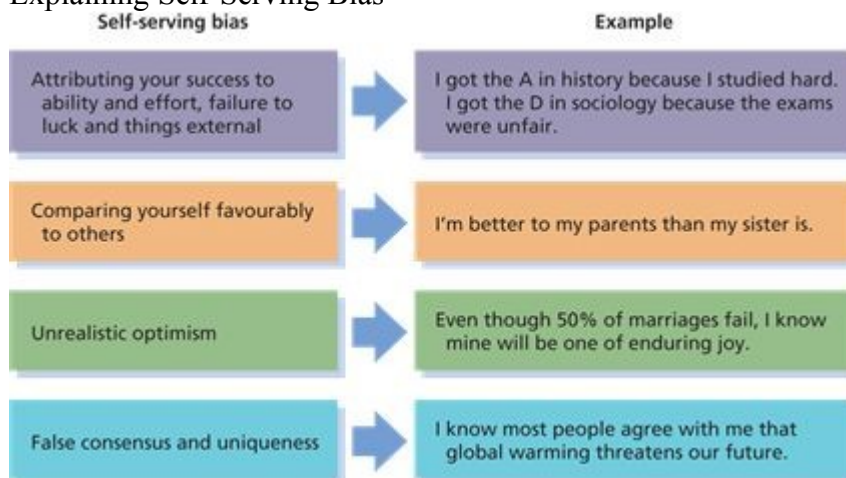 Explaining Self-Serving Bias
Self-serving bias
Example
Attributing your success to
ability and effort, failure to
luck and things external
I got the A in history because I studied hard.
I got the D in sociology because the exams
were unfair.
Comparing yourself favourably
to others
I'm better to my parents than my sister is.
Unrealistic optimism
Even though 50% of marriages fail, I know
mine will be one of enduring joy.
False consensus and uniqueness
I know most people agree with me that
global warming threatens our future.